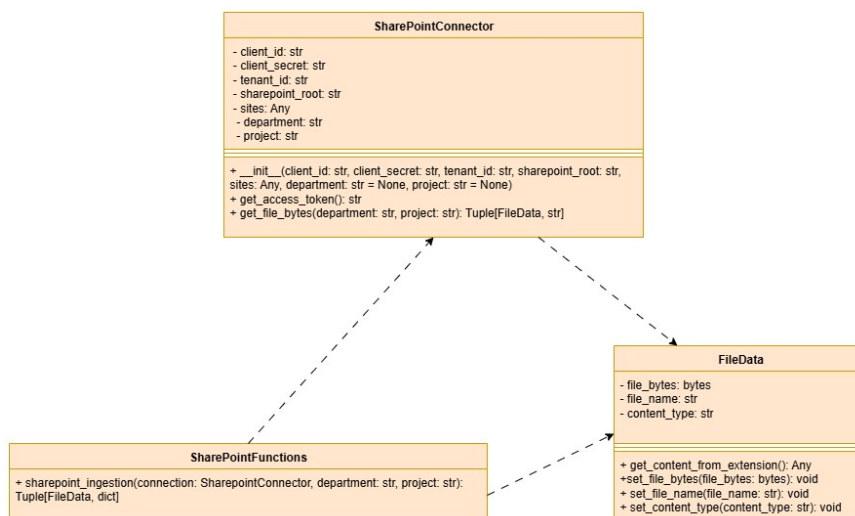 SharePointConnector
- client_id: str
- client_secret: str
- tenant_id: str
- sharepoint_root: str
- sites: Any
- department: str
- project: str
+ __init__(client_id: str, client_secret: str, tenant_id: str, sharepoint_root: str,
sites: Any, department: str = None, project: str = None)
+ get_access_token(): str
+ get_file_bytes(department: str, project: str): Tuple[FileData, str]
FileData
- file_bytes: bytes
- file_name: str
- content_type: str
+ get_content_from_extension(): Any
+set_file_bytes(file_bytes: bytes): void
+ set_file_name(file_name: str): void
+ set_content_type(content_type: str): void
SharePointFunctions
+ sharepoint_ingestion(connection: SharepointConnector, department: str, project: str):
Tuple[FileData, dict]